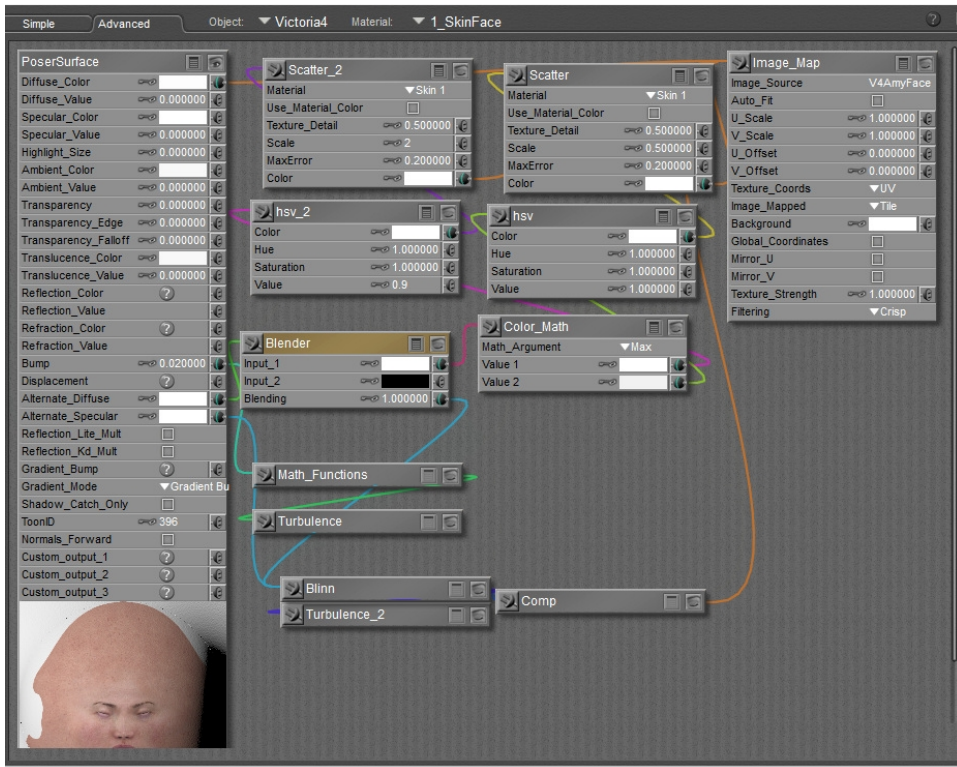 Simple Advanced Object: Victoria4 Material: 1_SkinFace ?
PoserSurface
Diffuse_Color
Diffuse_Value 0.000000
Specular_Color
Specular_Value 0.000000
Highlight_Size 0.000000
Ambient_Color
Ambient_Value 0.000000
Transparency 0.000000
Transparency_Edge 0.000000
Transparency_Falloff 0.000000
Translucence_Color
Translucence_Value 0.000000
Reflection_Color ?
Reflection_Value
Refraction_Color ?
Refraction_Value
Bump 0.020000
Displacement ?
Alternate_Diffuse
Alternate_Specular
Reflection_Lite_Mult
Reflection_Kd_Mult
Gradient_Bump ?
Gradient_Mode Gradient Bu
Shadow_Catch_Only
ToonID 396
Normals_Forward
Custom_output_1 ?
Custom_output_2 ?
Custom_output_3 ?
Scatter_2
Material Skin 1
Use_Material_Color
Texture_Detail 0.500000
Scale 2
MaxError 0.200000
Color
Scatter
Material Skin 1
Use_Material_Color
Texture_Detail 0.500000
Scale 0.500000
MaxError 0.200000
Color
Image_Map
Image_Source V4AmyFace
Auto_Fit
U_Scale 1.000000
V_Scale 1.000000
U_Offset 0.000000
V_Offset 0.000000
Texture_Coords UV
Image_Mapped Tile
Background
Global_Coordinates
Mirror_U
Mirror_V
Texture_Strength 1.000000
Filtering Crisp
hsv_2
Color
Hue 1.000000
Saturation 1.000000
Value 0.9
hsv
Color
Hue 1.000000
Saturation 1.000000
Value 1.000000
Blender
Input_1
Input_2
Blending 1.000000
Color_Math
Math_Argument Max
Value 1
Value 2
Math_Functions
Turbulence
Blinn
Turbulence_2
Comp